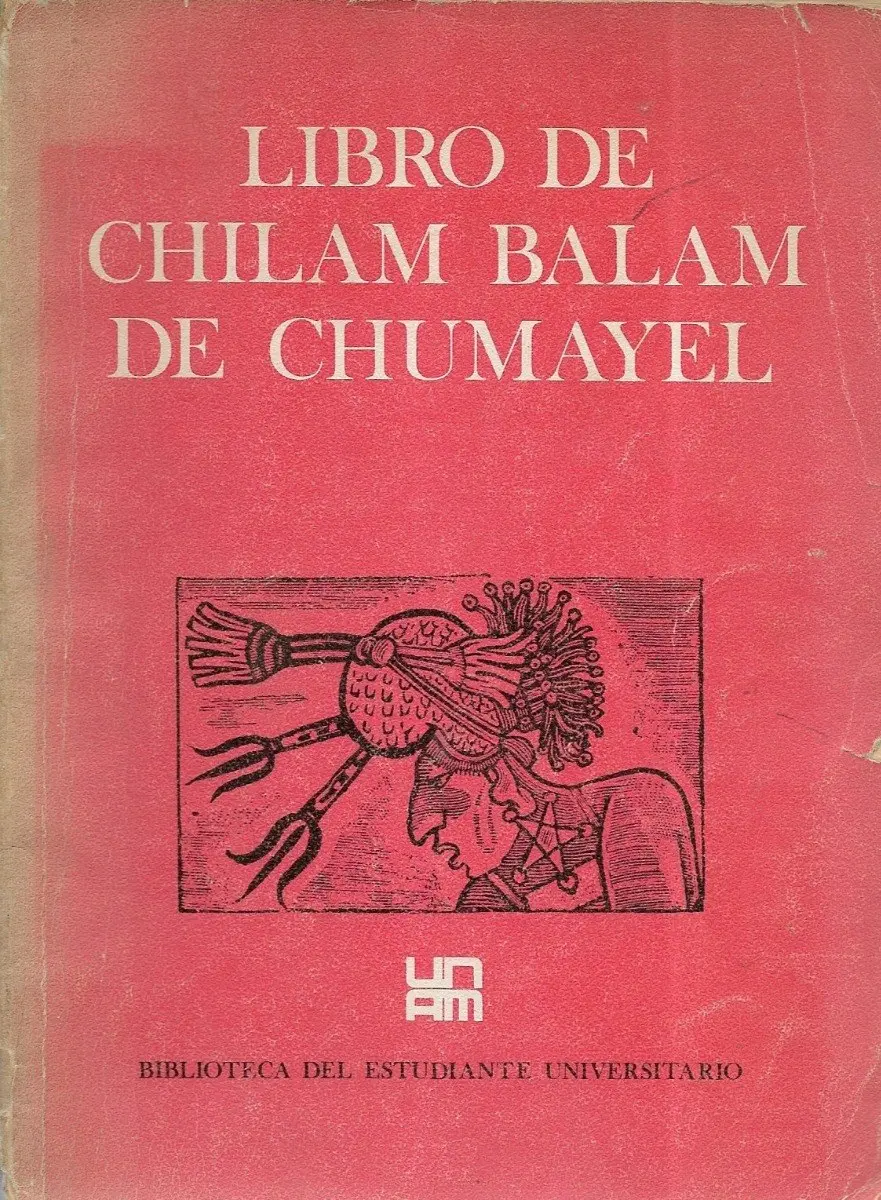 LIBRO DE
CHILAM BALAM
DE CHUMAYEL
UN
AM
BIBLIOTECA DEL ESTUDIANTE UNIVERSITARIO